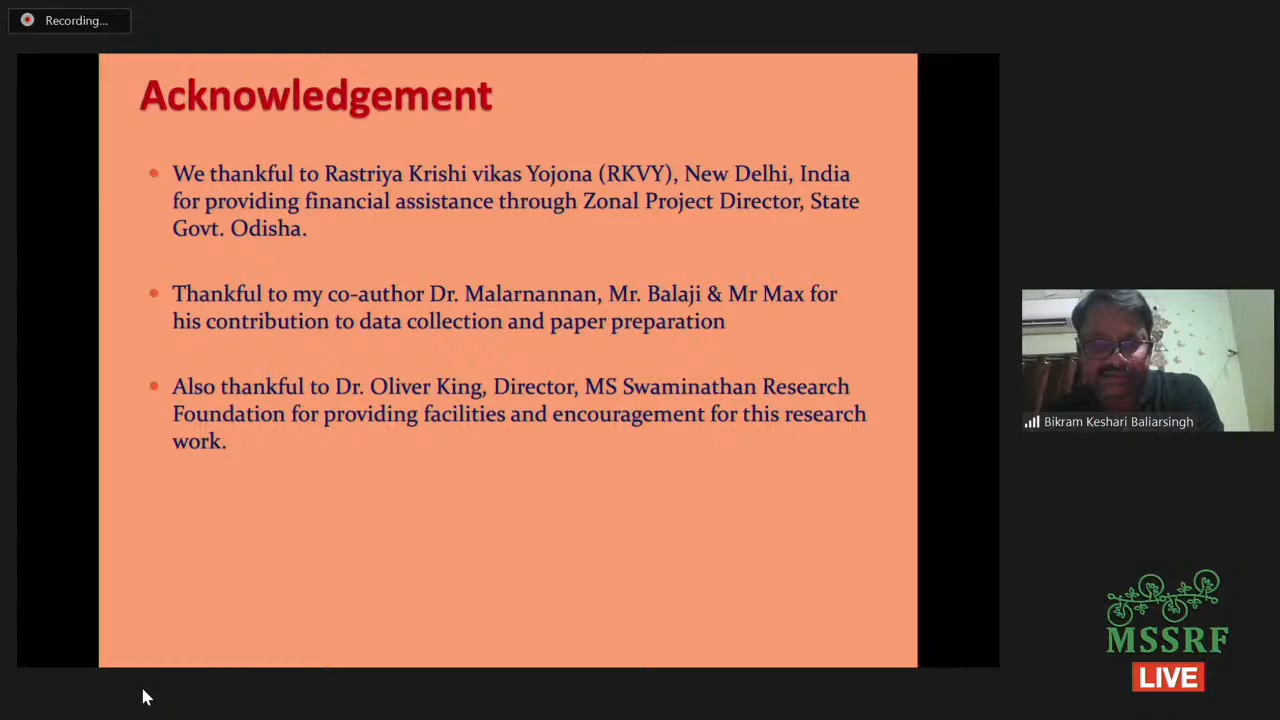 Recording...
Acknowledgement
We thankful to Rastriya Krishi vikas Yojona (RKVY), New Delhi, India
for providing financial assistance through Zonal Project Director, State
Govt. Odisha.
Thankful to my co-author Dr. Malarnannan, Mr. Balaji & Mr Max for
his contribution to data collection and paper preparation
Also thankful to Dr. Oliver King, Director, MS Swaminathan Research
Foundation for providing facilities and encouragement for this research
work.
Bikram Keshari Baliarsingh
MSSRF
LIVE